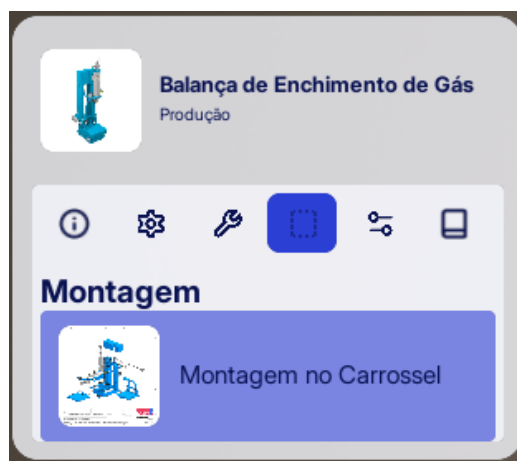 Balança de Enchimento de Gás
Produção
Montagem
Montagem no Carrossel